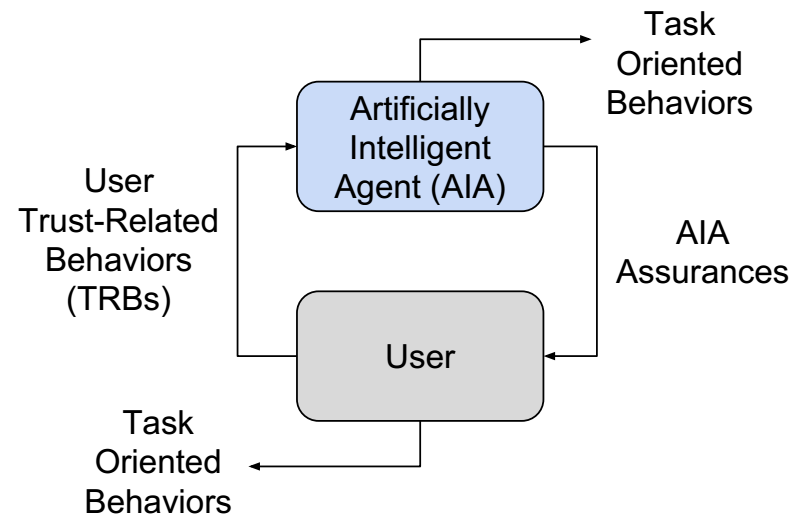 Task
Oriented
Behaviors
Artificially
Intelligent
Agent (AIA)
User
Trust-Related
Behaviors
(TRBs)
AIA
Assurances
User
Task
Oriented
Behaviors